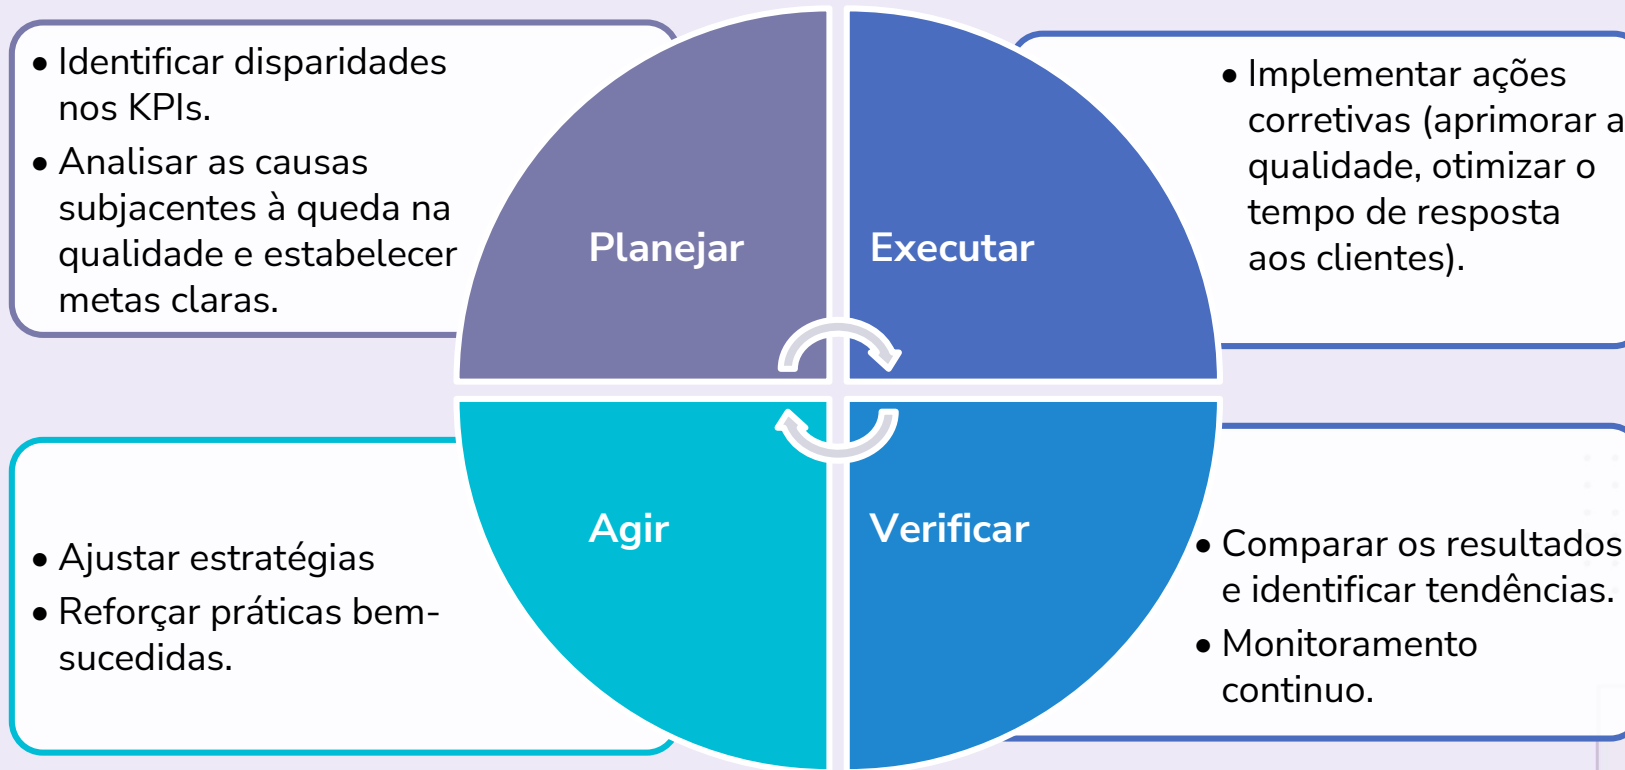 • Identificar disparidades
nos KPIs.
• Analisar as causas
subjacentes à queda na
qualidade e estabelecer
metas claras.
Planejar
Executar
• Implementar ações
corretivas (aprimorar a
qualidade, otimizar o
tempo de resposta
aos clientes).
• Ajustar estratégias
• Reforçar práticas bem-
sucedidas.
Agir
Verificar
• Comparar os resultados
e identificar tendências.
• Monitoramento
continuo.